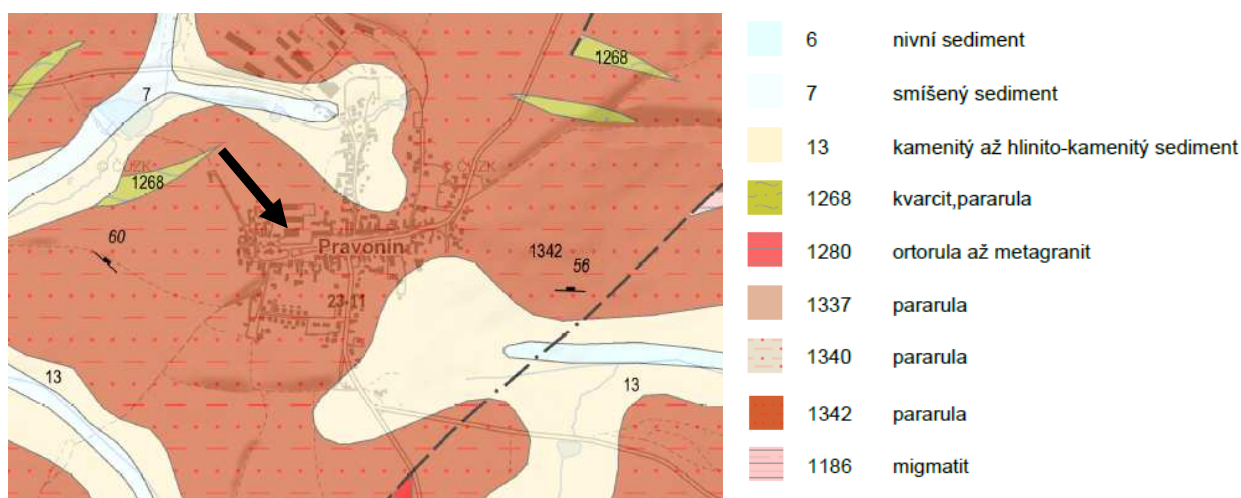 1268
7
© ČÚZK
© ČÚZK
1268
60
Pravonín
1342
56
23-11
13
13
6 nivní sediment
7 smíšený sediment
13 kamenitý až hlinito-kamenitý sediment
1268 kvarcit,pararula
1280 ortorula až metagranit
1337 pararula
1340 pararula
1342 pararula
1186 migmatit